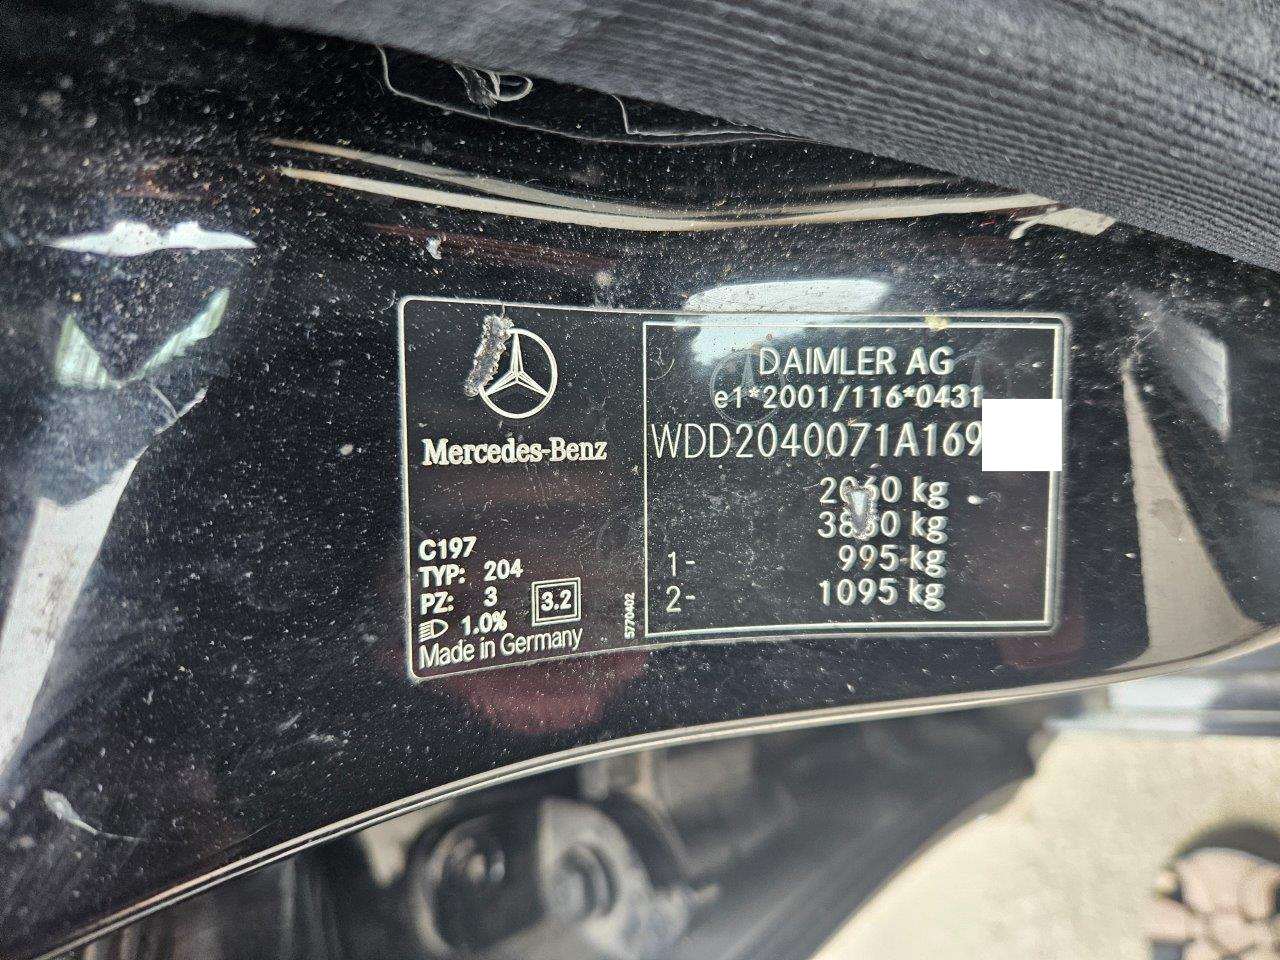 Mercedes-Benz
C197
TYP: 204
PZ: 3
3.2
1.0%
Made in Germany
5770402
DAIMLER AG
e1*2001/116*0431
WDD2040071A169
kg
kg
1- 995 kg
2- 1095 kg